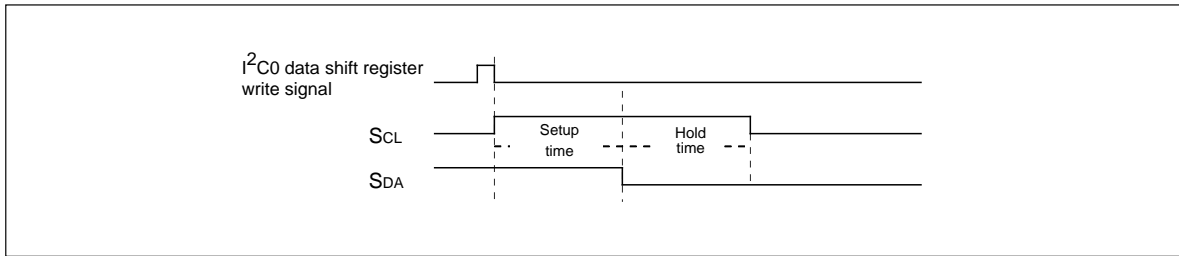 I²C0 data shift register
write signal
SCL
Setup
time
Hold
time
SDA